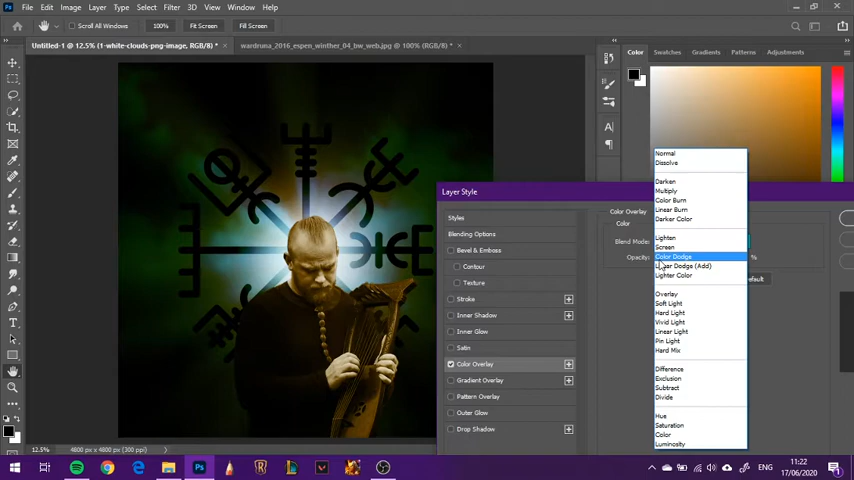 Ps File Edit Image Layer Type Select Filter 3D View Window Help
Scroll All Windows 100% Fit Screen Fill Screen
Untitled-1 @ 12.5% (1-white-clouds-png-image, RGB/8) * × wardruna_2016_espen_winther_04_bw_web.jpg @ 100% (RGB/8*) ×
Color Swatches Gradients Patterns Adjustments
Normal
Dissolve
Darken
Multiply
Color Burn
Linear Burn
Darker Color
Lighten
Screen
Color Dodge
Linear Dodge (Add)
Lighter Color
Overlay
Soft Light
Hard Light
Vivid Light
Linear Light
Pin Light
Hard Mix
Difference
Exclusion
Subtract
Divide
Hue
Saturation
Color
Luminosity
Layer Style
Styles
Blending Options
Bevel & Emboss
Contour
Texture
Stroke
Inner Shadow
Inner Glow
Satin
Color Overlay
Gradient Overlay
Pattern Overlay
Outer Glow
Drop Shadow
Color Overlay
Color
Blend Mode:
Opacity: %
12.5% 4800 px x 4800 px (300 ppi)
ENG 11:22
17/06/2020